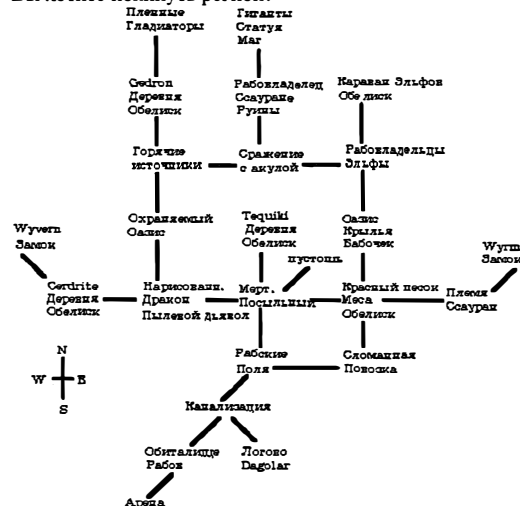 Пленные
Гладиаторы
Гиганты
Статуя
Маг
Gedron
Деревня
Обелиск
Рабовладелец
Ссауране
Руины
Караван Эльфов
Обелиск
Горячие
источники
Сражение
с акулой
Рабовладельцы
Эльфы
Охраняемый
Оазис
Tequiki
Деревня
Обелиск
Оазис
Крылья
Бабочек
Wyvern
Замок
пустошь
Wyrm
Замок
Cerdrite
Деревня
Обелиск
Нарисованн.
Дракон
Пылевой дьявол
Мерт.
Посыльный
Красный песок
Меса
Обелиск
Племя
Ссауран
N
W E
S
Рабские
Поля
Сломанная
Повозка
Канализация
Обиталище
Рабов
Логово
Dagolar
Арена